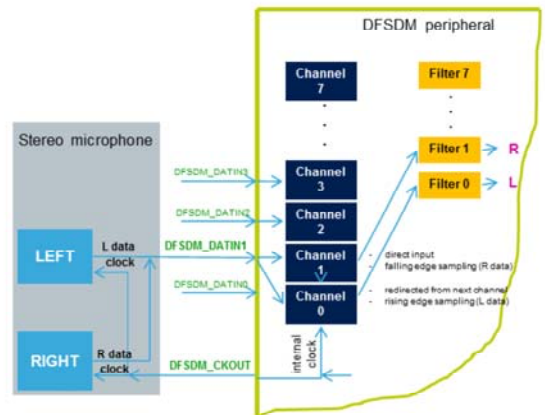 DFSDM peripheral
Channel
7
Filter 7
Stereo microphone
Filter 1
R
DFSDM_DATIN3
Channel
3
Filter 0
L
DFSDM_DATIN2
Channel
2
LEFT
L data
clock
DFSDM_DATIN1
Channel
1
- direct input
- falling edge sampling (R data)
DFSDM_DATIN0
Channel
0
- redirected from next channel
- rising edge sampling (L data)
RIGHT
R data
clock
DFSDM_CKOUT
internal
clock